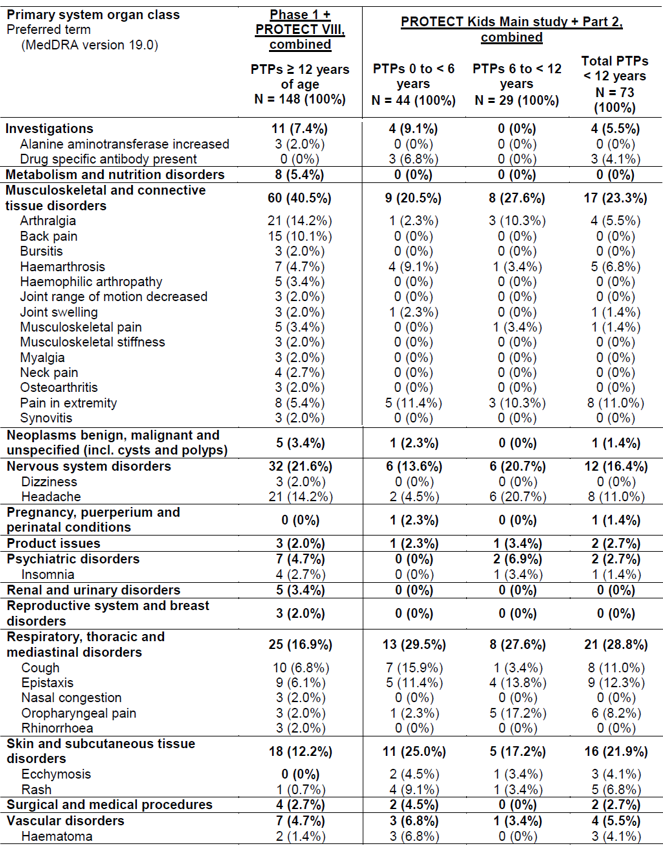 Primary system organ class
Preferred term
(MedDRA version 19.0)
Phase 1 +
PROTECT VIII,
combined
PROTECT Kids Main study + Part 2,
combined
PTPs ≥ 12 years
of age
N = 148 (100%)
PTPs 0 to < 6
years
N = 44 (100%)
PTPs 6 to < 12
years
N = 29 (100%)
Total PTPs
< 12 years
N = 73
(100%)
Investigations 11 (7.4%) 4 (9.1%) 0 (0%) 4 (5.5%)
Alanine aminotransferase increased 3 (2.0%) 0 (0%) 0 (0%) 0 (0%)
Drug specific antibody present 0 (0%) 3 (6.8%) 0 (0%) 3 (4.1%)
Metabolism and nutrition disorders 8 (5.4%) 0 (0%) 0 (0%) 0 (0%)
Musculoskeletal and connective
tissue disorders 60 (40.5%) 9 (20.5%) 8 (27.6%) 17 (23.3%)
Arthralgia 21 (14.2%) 1 (2.3%) 3 (10.3%) 4 (5.5%)
Back pain 15 (10.1%) 0 (0%) 0 (0%) 0 (0%)
Bursitis 3 (2.0%) 0 (0%) 0 (0%) 0 (0%)
Haemarthrosis 7 (4.7%) 4 (9.1%) 1 (3.4%) 5 (6.8%)
Haemophilic arthropathy 5 (3.4%) 0 (0%) 0 (0%) 0 (0%)
Joint range of motion decreased 3 (2.0%) 0 (0%) 0 (0%) 0 (0%)
Joint swelling 3 (2.0%) 1 (2.3%) 0 (0%) 1 (1.4%)
Musculoskeletal pain 5 (3.4%) 0 (0%) 1 (3.4%) 1 (1.4%)
Musculoskeletal stiffness 3 (2.0%) 0 (0%) 0 (0%) 0 (0%)
Myalgia 3 (2.0%) 0 (0%) 0 (0%) 0 (0%)
Neck pain 4 (2.7%) 0 (0%) 0 (0%) 0 (0%)
Osteoarthritis 3 (2.0%) 0 (0%) 0 (0%) 0 (0%)
Pain in extremity 8 (5.4%) 5 (11.4%) 3 (10.3%) 8 (11.0%)
Synovitis 3 (2.0%) 0 (0%) 0 (0%) 0 (0%)
Neoplasms benign, malignant and
unspecified (incl. cysts and polyps) 5 (3.4%) 1 (2.3%) 0 (0%) 1 (1.4%)
Nervous system disorders 32 (21.6%) 6 (13.6%) 6 (20.7%) 12 (16.4%)
Dizziness 3 (2.0%) 0 (0%) 0 (0%) 0 (0%)
Headache 21 (14.2%) 2 (4.5%) 6 (20.7%) 8 (11.0%)
Pregnancy, puerperium and
perinatal conditions 0 (0%) 1 (2.3%) 0 (0%) 1 (1.4%)
Product issues 3 (2.0%) 1 (2.3%) 1 (3.4%) 2 (2.7%)
Psychiatric disorders 7 (4.7%) 0 (0%) 2 (6.9%) 2 (2.7%)
Insomnia 4 (2.7%) 0 (0%) 1 (3.4%) 1 (1.4%)
Renal and urinary disorders 5 (3.4%) 0 (0%) 0 (0%) 0 (0%)
Reproductive system and breast
disorders 3 (2.0%) 0 (0%) 0 (0%) 0 (0%)
Respiratory, thoracic and
mediastinal disorders 25 (16.9%) 13 (29.5%) 8 (27.6%) 21 (28.8%)
Cough 10 (6.8%) 7 (15.9%) 1 (3.4%) 8 (11.0%)
Epistaxis 9 (6.1%) 5 (11.4%) 4 (13.8%) 9 (12.3%)
Nasal congestion 3 (2.0%) 0 (0%) 0 (0%) 0 (0%)
Oropharyngeal pain 3 (2.0%) 1 (2.3%) 5 (17.2%) 6 (8.2%)
Rhinorrhoea 3 (2.0%) 0 (0%) 0 (0%) 0 (0%)
Skin and subcutaneous tissue
disorders 18 (12.2%) 11 (25.0%) 5 (17.2%) 16 (21.9%)
Ecchymosis 0 (0%) 2 (4.5%) 1 (3.4%) 3 (4.1%)
Rash 1 (0.7%) 4 (9.1%) 1 (3.4%) 5 (6.8%)
Surgical and medical procedures 4 (2.7%) 2 (4.5%) 0 (0%) 2 (2.7%)
Vascular disorders 7 (4.7%) 3 (6.8%) 1 (3.4%) 4 (5.5%)
Haematoma 2 (1.4%) 3 (6.8%) 0 (0%) 3 (4.1%)